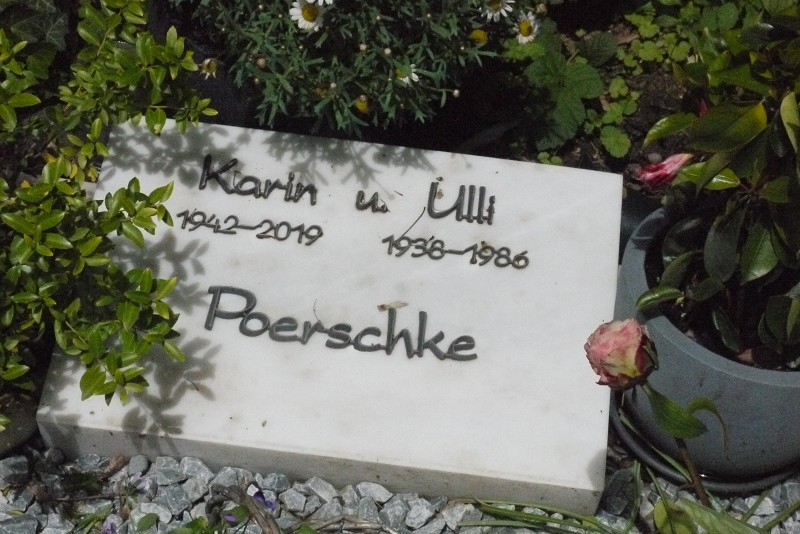 Karin u. Ulli
1942–2019 1938–1986
Poerschke